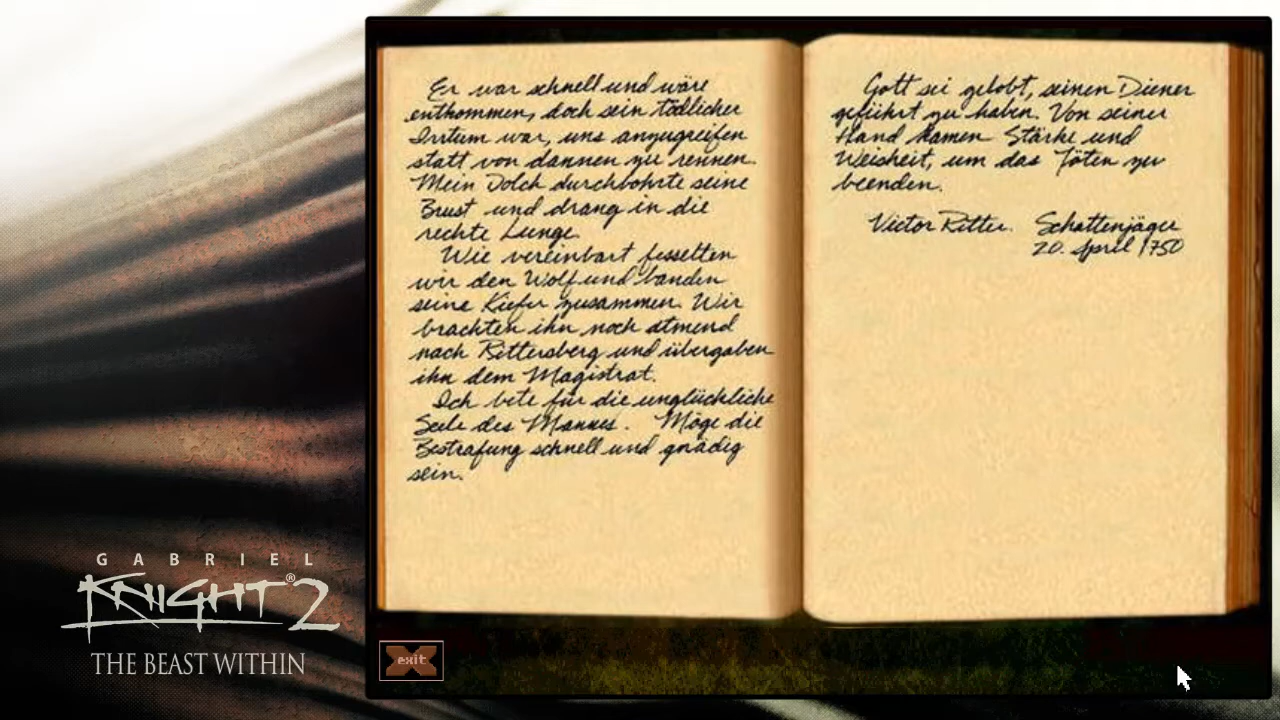 Er war schnell und wäre
entkommen, doch sein tödlicher
Irrtum war, uns anzugreifen
statt von dannen zu rennen.
Mein Dolch durchbohrte seine
Brust und drang in die
rechte Lunge.
Wie vereinbart fesselten
wir den Wolf und banden
seine Kiefer zusammen. Wir
brachten ihn noch atmend
nach Rittersberg und übergaben
ihn dem Magistrat.
Ich bete für die unglückliche
Seele des Mannes. Möge die
Bestrafung schnell und gnädig
sein.
Gott sei gelobt, seinen Diener
geführt zu haben. Von seiner
Hand kamen Stärke und
Weisheit, um das Töten zu
beenden.
Victor Ritter. Schattenjäger
20. April 1750
GABRIEL
KNIGHT® 2
THE BEAST WITHIN
exit